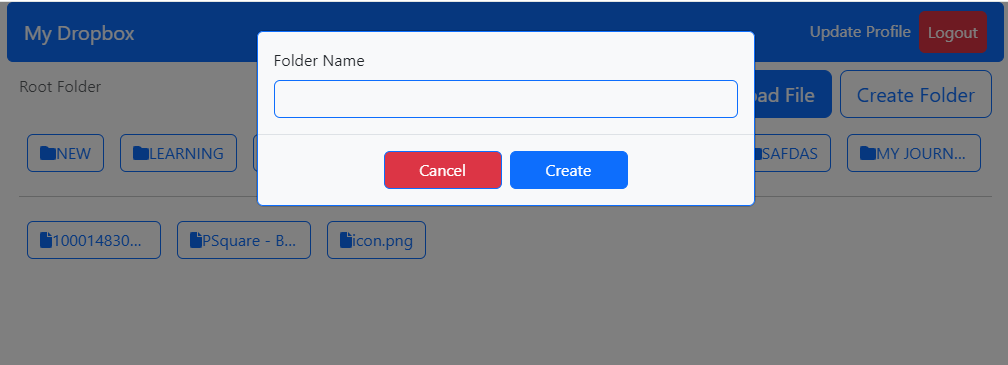 My Dropbox
Update Profile
Logout
Folder Name
Root Folder
File
Create Folder
NEW
LEARNING
SAFDAS
MY JOURN...
Cancel
Create
100014830...
PSquare - B...
icon.png